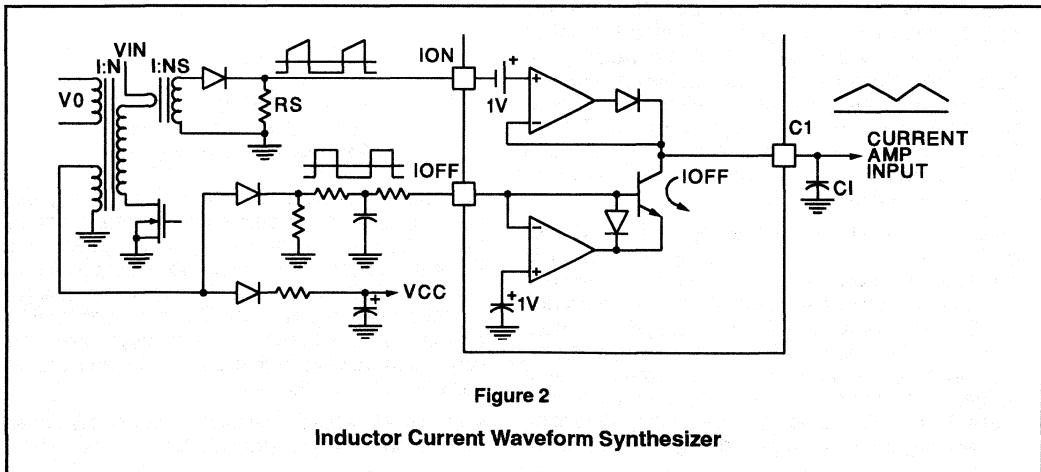 VIN
I:N
I:NS
V0
RS
ION
1V
+
+
−
IOFF
IOFF
−
+
+
1V
VCC
+
C1
CI
CURRENT
AMP
INPUT
Figure 2
Inductor Current Waveform Synthesizer